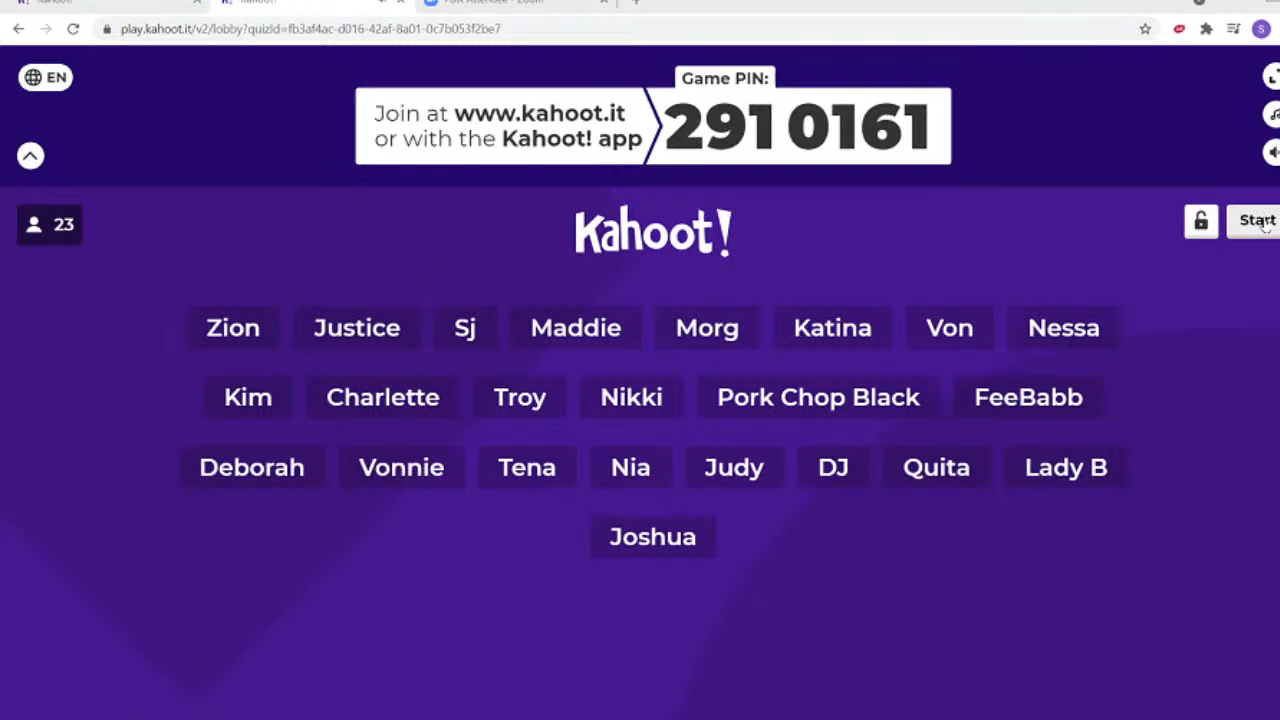 play.kahoot.it/v2/lobby?quizId=fb3af4ac-d016-42af-8a01-0c7b053f2be7
EN
Game PIN:
Join at www.kahoot.it
or with the Kahoot! app
291 0161
23
Kahoot!
Start
Zion Justice Sj Maddie Morg Katina Von Nessa
Kim Charlette Troy Nikki Pork Chop Black FeeBabb
Deborah Vonnie Tena Nia Judy DJ Quita Lady B
Joshua